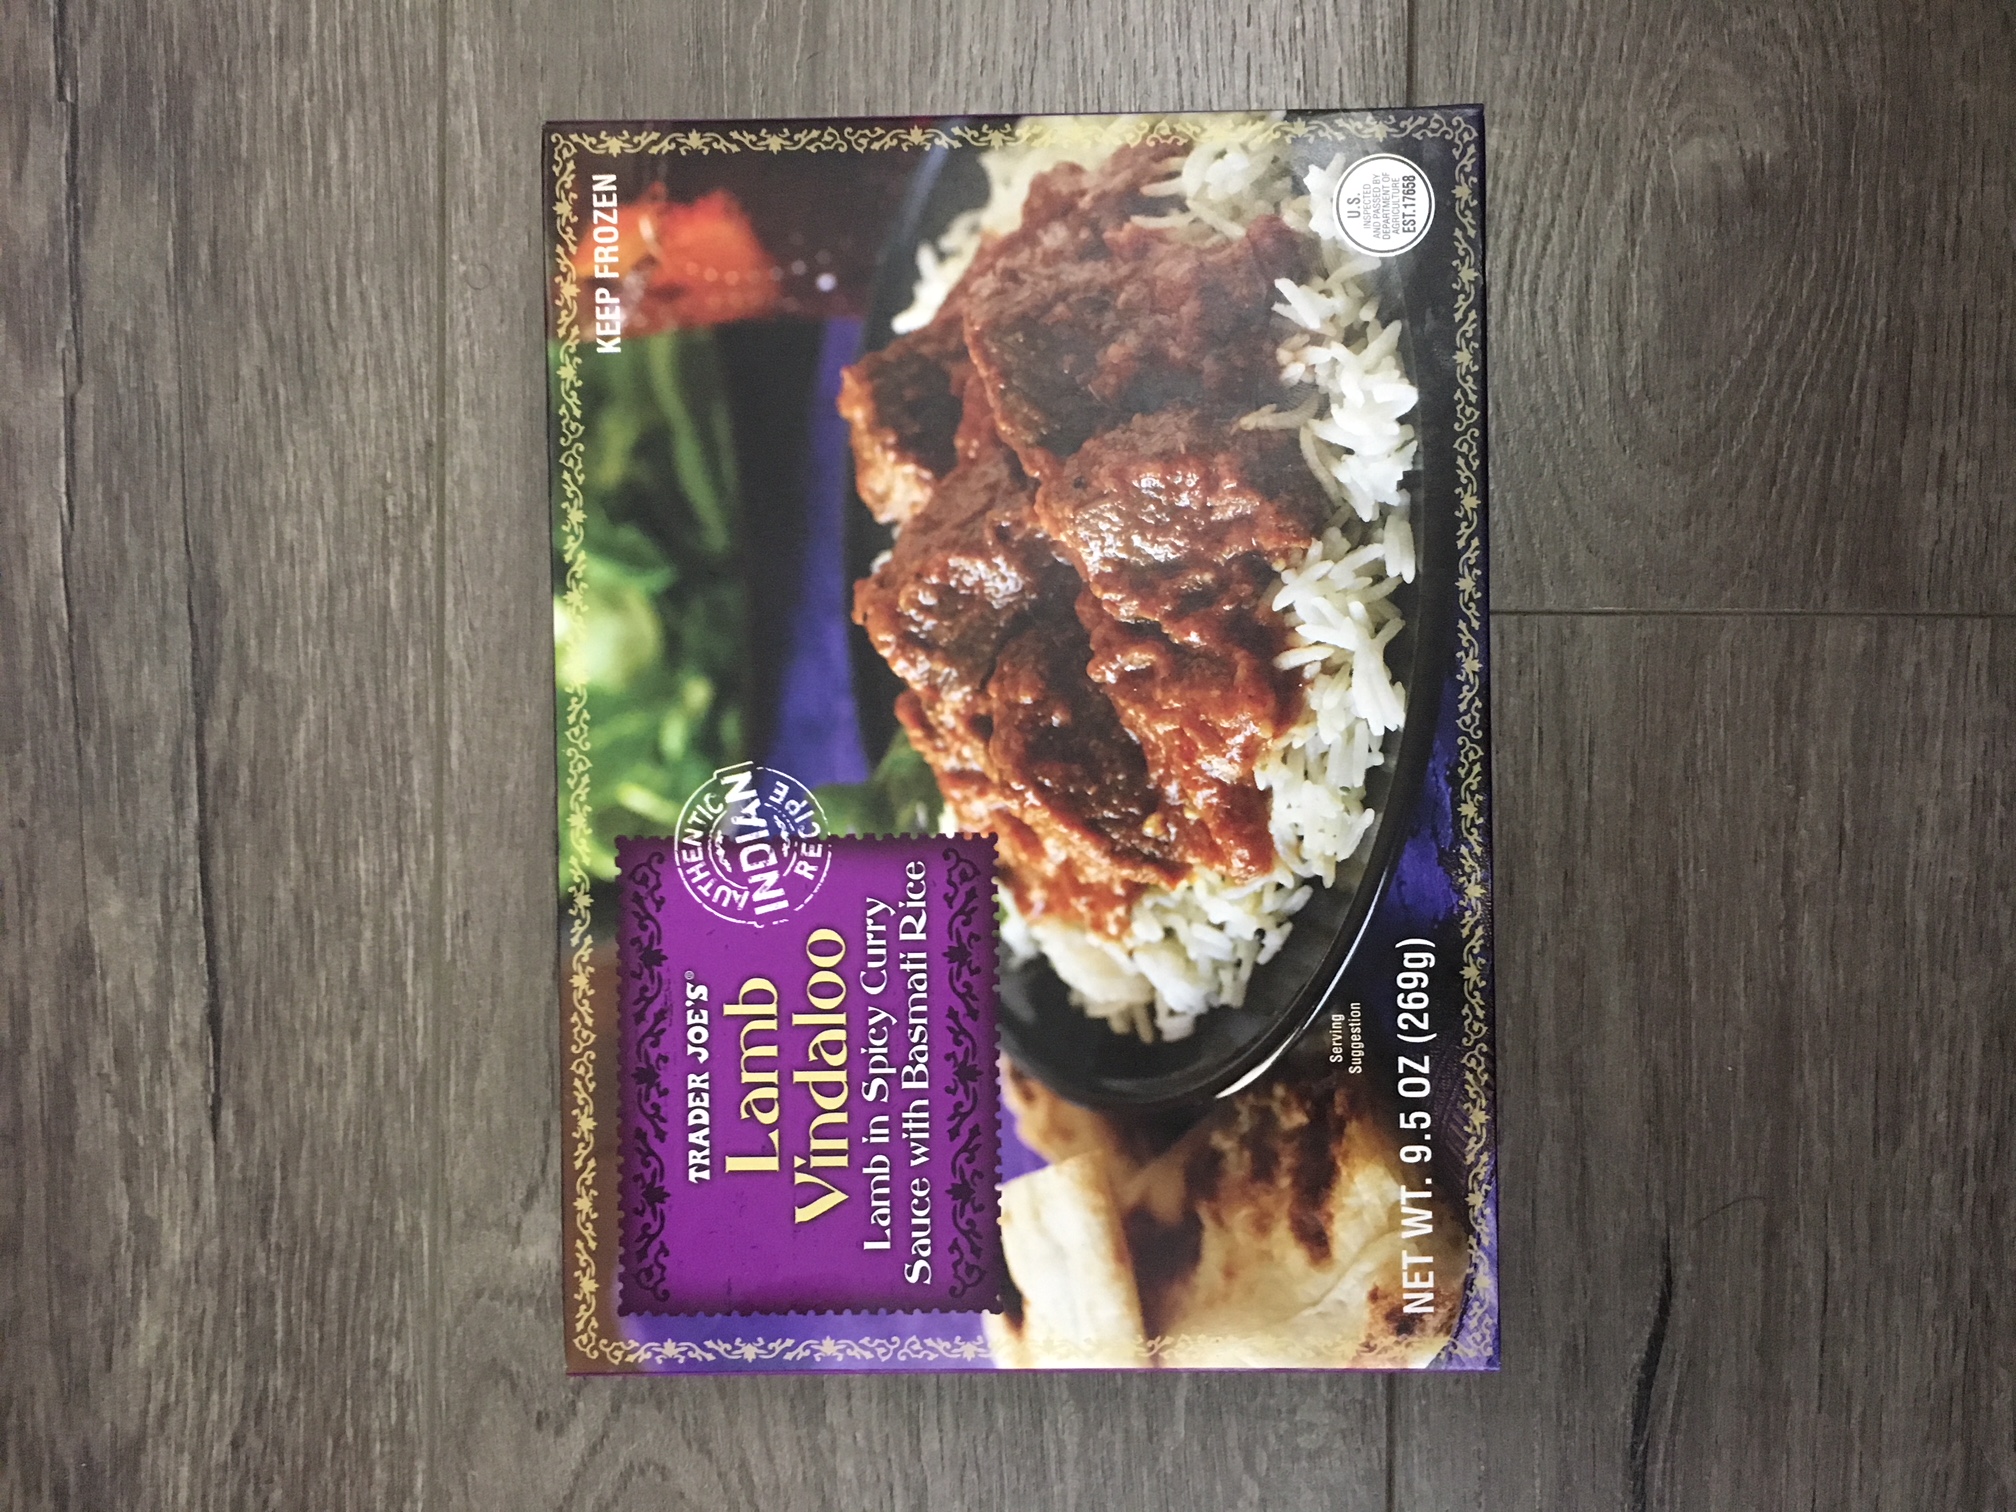 KEEP FROZEN
TRADER JOE'S®
Lamb
Vindaloo
Lamb in Spicy Curry
Sauce with Basmati Rice
AUTHENTIC
INDIAN
RECIPE
Serving
Suggestion
NET WT. 9.5 OZ (269g)
U.S.
INSPECTED
AND PASSED BY
DEPARTMENT OF
AGRICULTURE
EST.17658